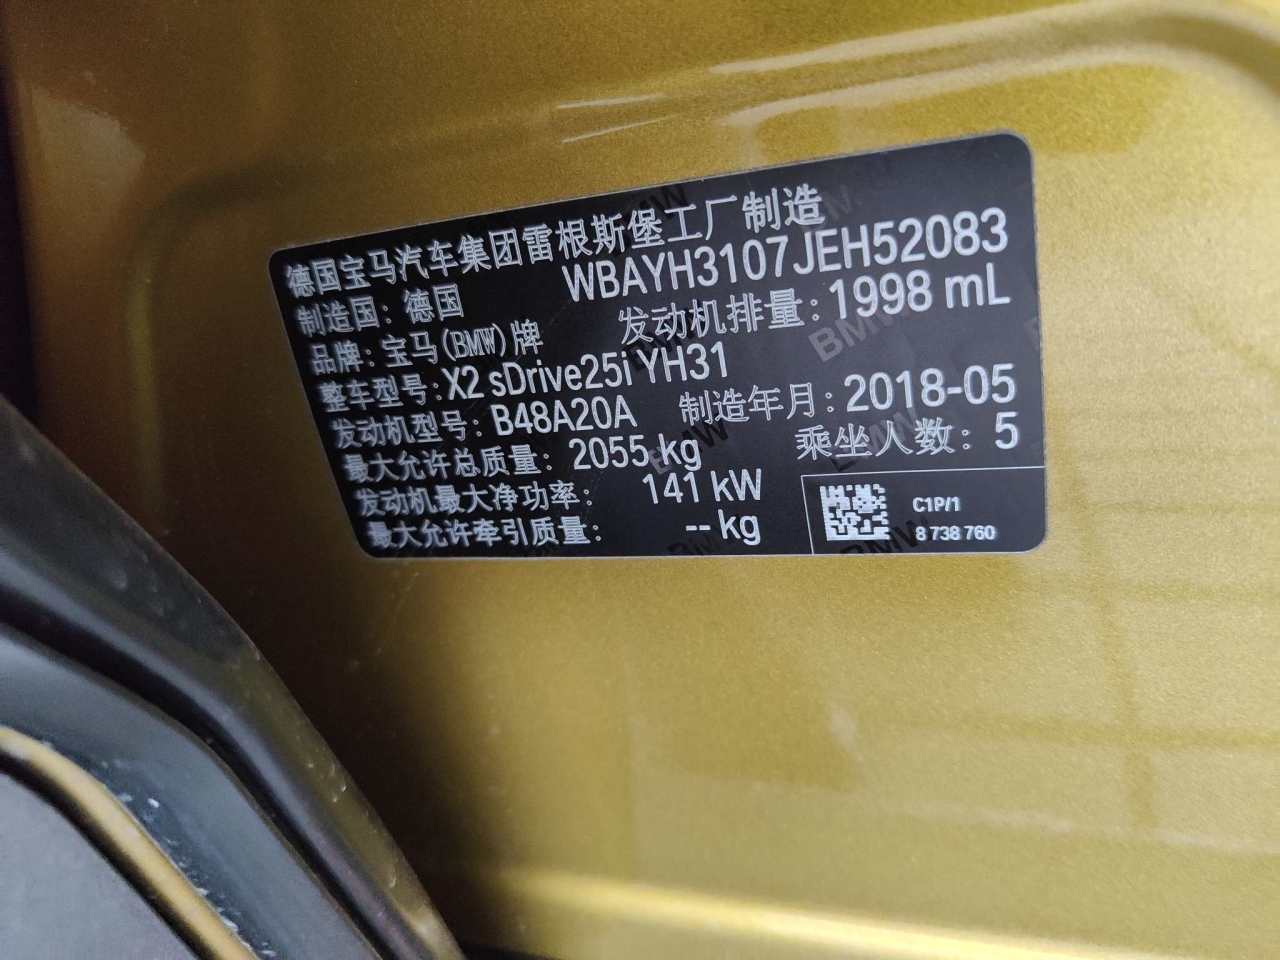 德国宝马汽车集团雷根斯堡工厂制造
制造国：德国 WBAYH3107JEH52083
品牌：宝马(BMW)牌 发动机排量：1998 mL
整车型号：X2 sDrive25i YH31
发动机型号：B48A20A 制造年月：2018-05
最大允许总质量：2055 kg 乘坐人数：5
发动机最大净功率：141 kW
最大允许牵引质量：-- kg
C1P/1
8 738 760